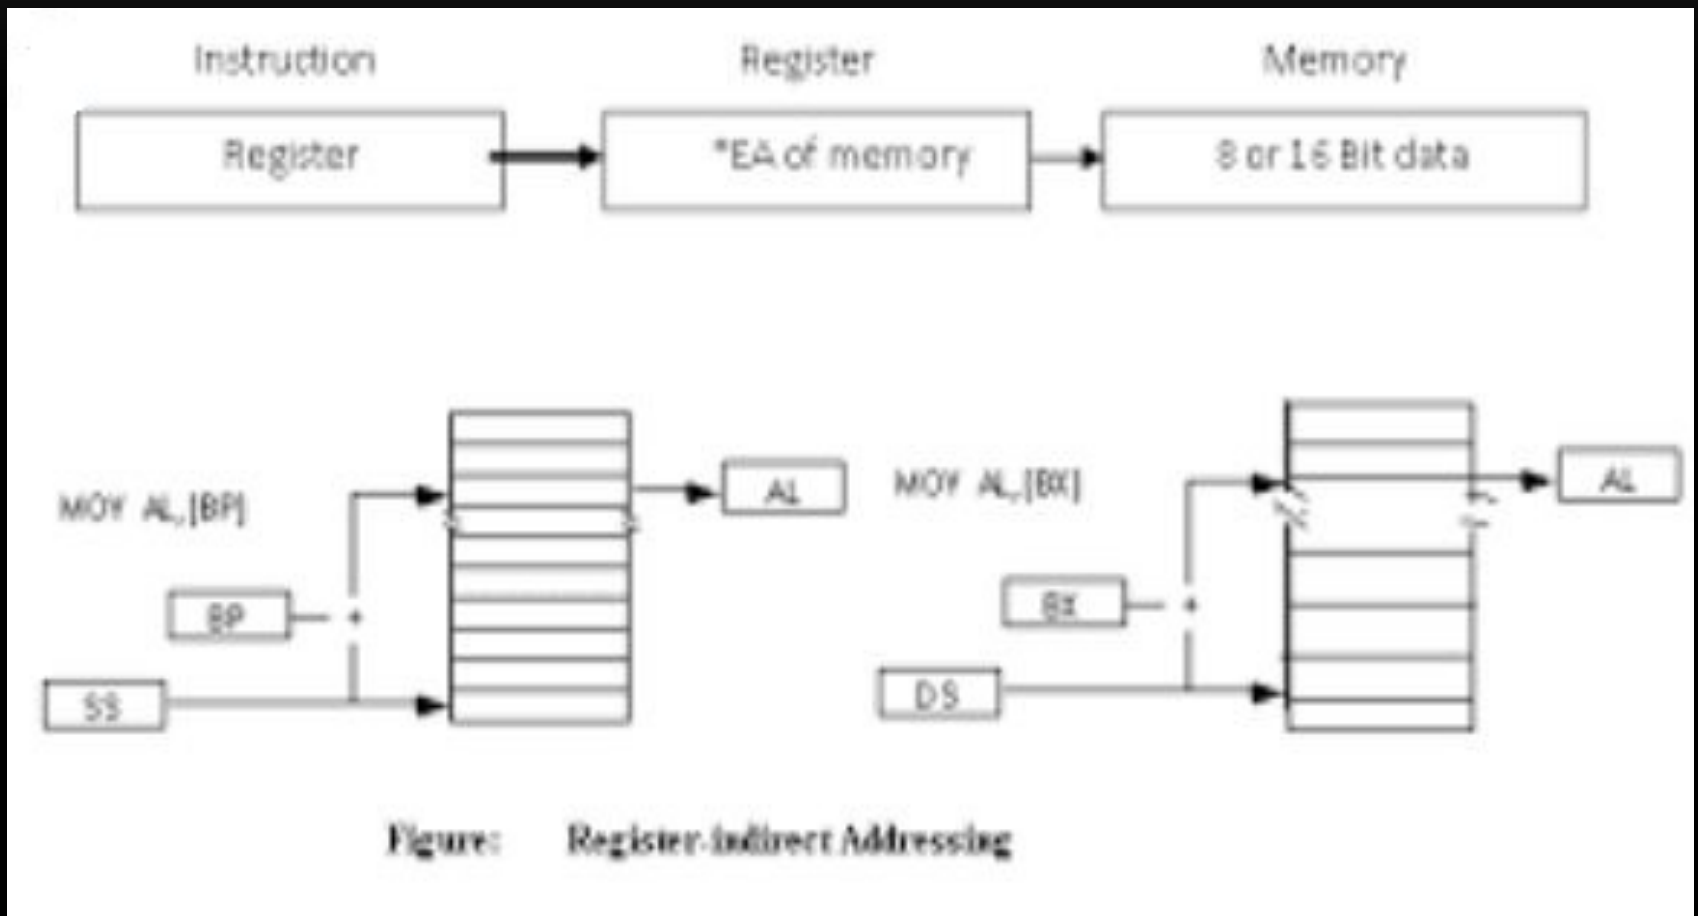 Instruction
Register
Memory
Register
*EA of memory
8 or 16 Bit data
MOV AL,[BP]
AL
BP
SS
MOV AL,[BX]
AL
BX
DS
Figure: Register-indirect Addressing